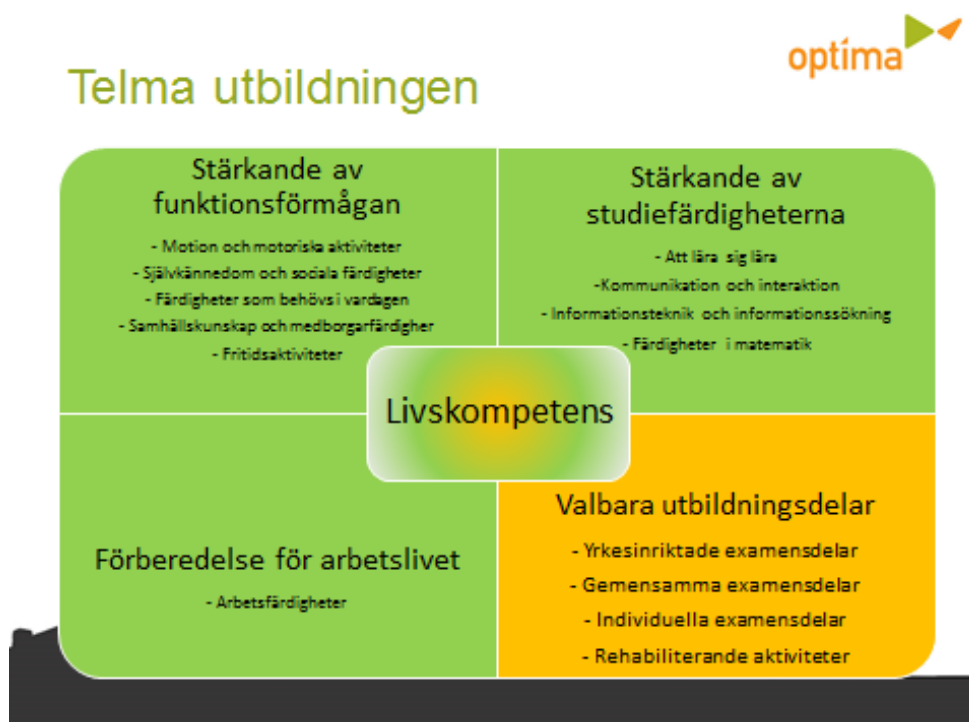 optima
Telma utbildningen
Stärkande av
funktionsförmågan
- Motion och motoriska aktiviteter
- Självkännedom och sociala färdigheter
- Färdigheter som behövs i vardagen
- Samhällskunskap och medborgarfärdigher
- Fritidsaktiviteter
Stärkande av
studiefärdigheterna
- Att lära sig lära
-Kommunikation och interaktion
- Informationsteknik och informationssökning
- Färdigheter i matematik
Livskompetens
Förberedelse för arbetslivet
- Arbetsfärdigheter
Valbara utbildningsdelar
- Yrkesinriktade examensdelar
- Gemensamma examensdelar
- Individuella examensdelar
- Rehabiliterande aktiviteter